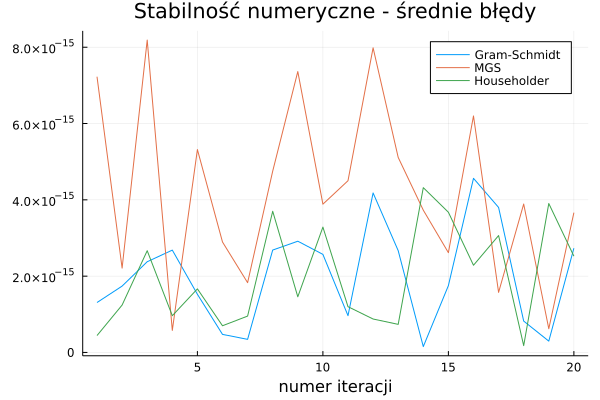 Stabilność numeryczne - średnie błędy
8.0×10⁻¹⁵
6.0×10⁻¹⁵
4.0×10⁻¹⁵
2.0×10⁻¹⁵
0
Gram-Schmidt
MGS
Householder
5 10 15 20
numer iteracji